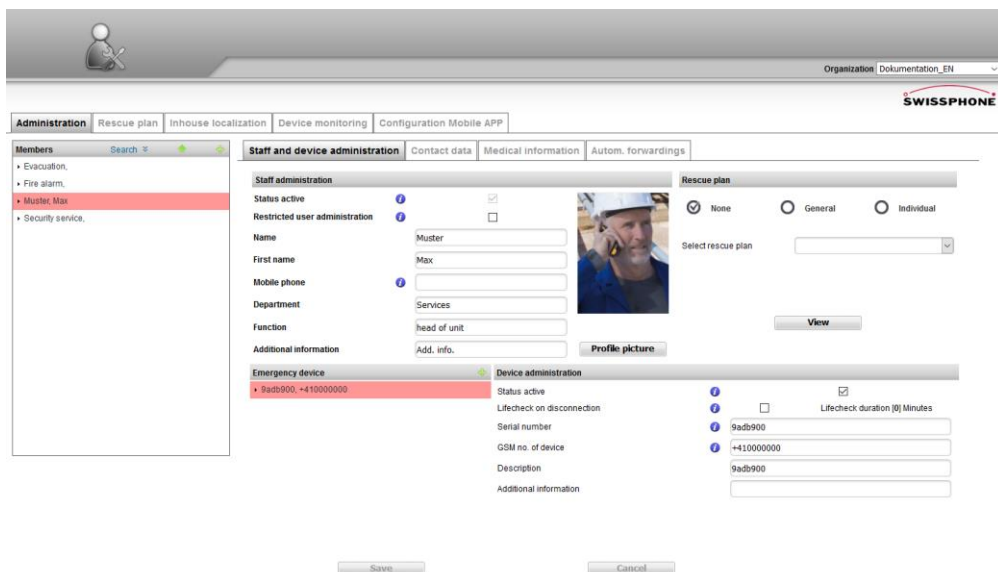 Organization Dokumentation_EN
SWISSPHONE
Administration Rescue plan Inhouse localization Device monitoring Configuration Mobile APP
Members Search
Evacuation,
Fire alarm,
Muster, Max
Security service,
Staff and device administration Contact data Medical information Autom. forwardings
Staff administration
Status active
Restricted user administration
Name Muster
First name Max
Mobile phone
Department Services
Function head of unit
Additional information Add. info.
Profile picture
Rescue plan
None General Individual
Select rescue plan
View
Emergency device
9adb900, +410000000
Device administration
Status active
Lifecheck on disconnection Lifecheck duration [0] Minutes
Serial number 9adb900
GSM no. of device +410000000
Description 9adb900
Additional information
Save Cancel